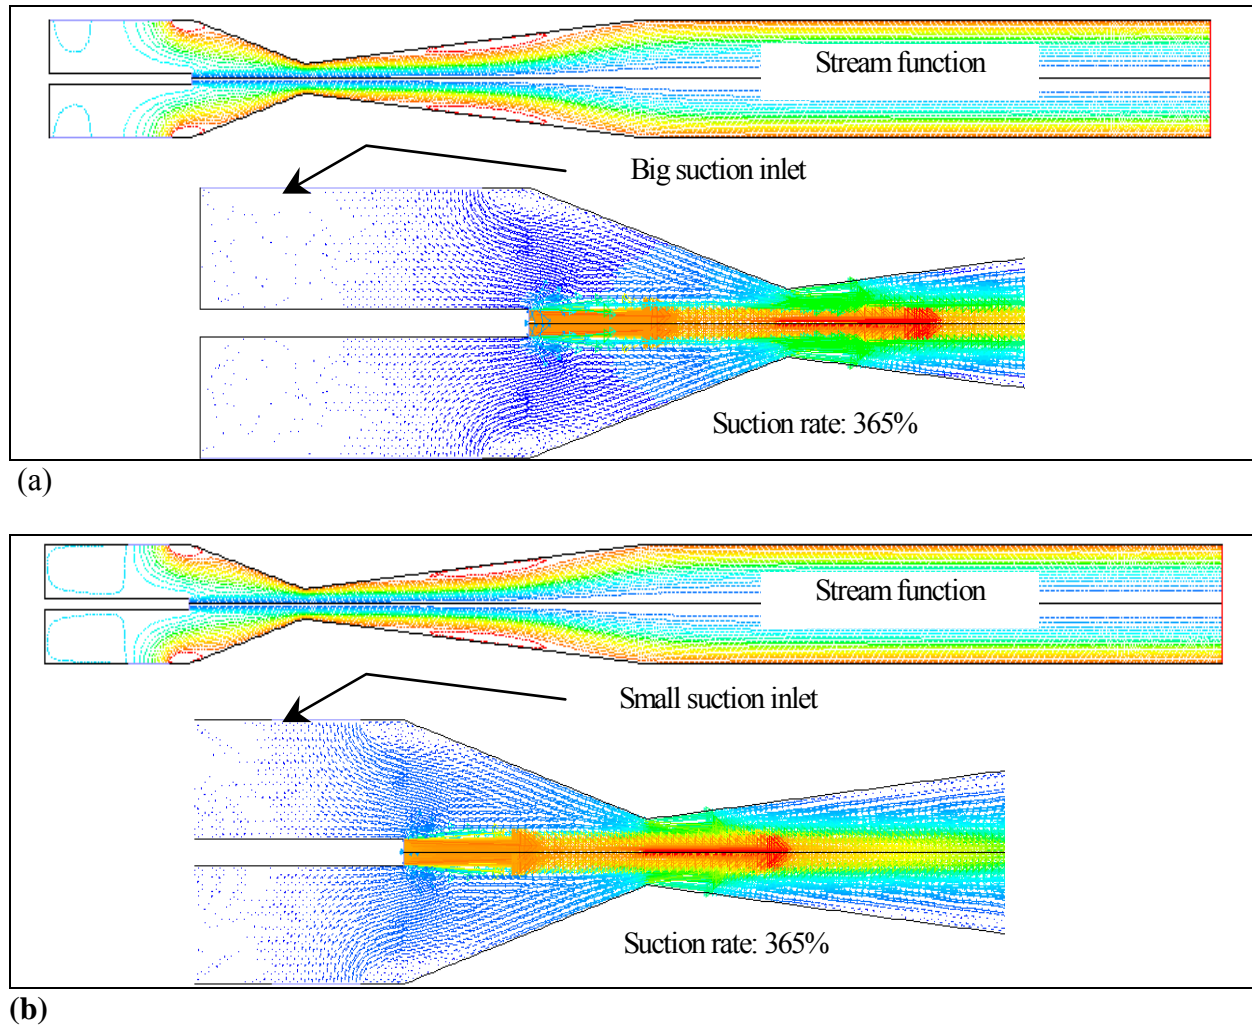 Stream function
Big suction inlet
Suction rate: 365%
(a)
Stream function
Small suction inlet
Suction rate: 365%
(b)